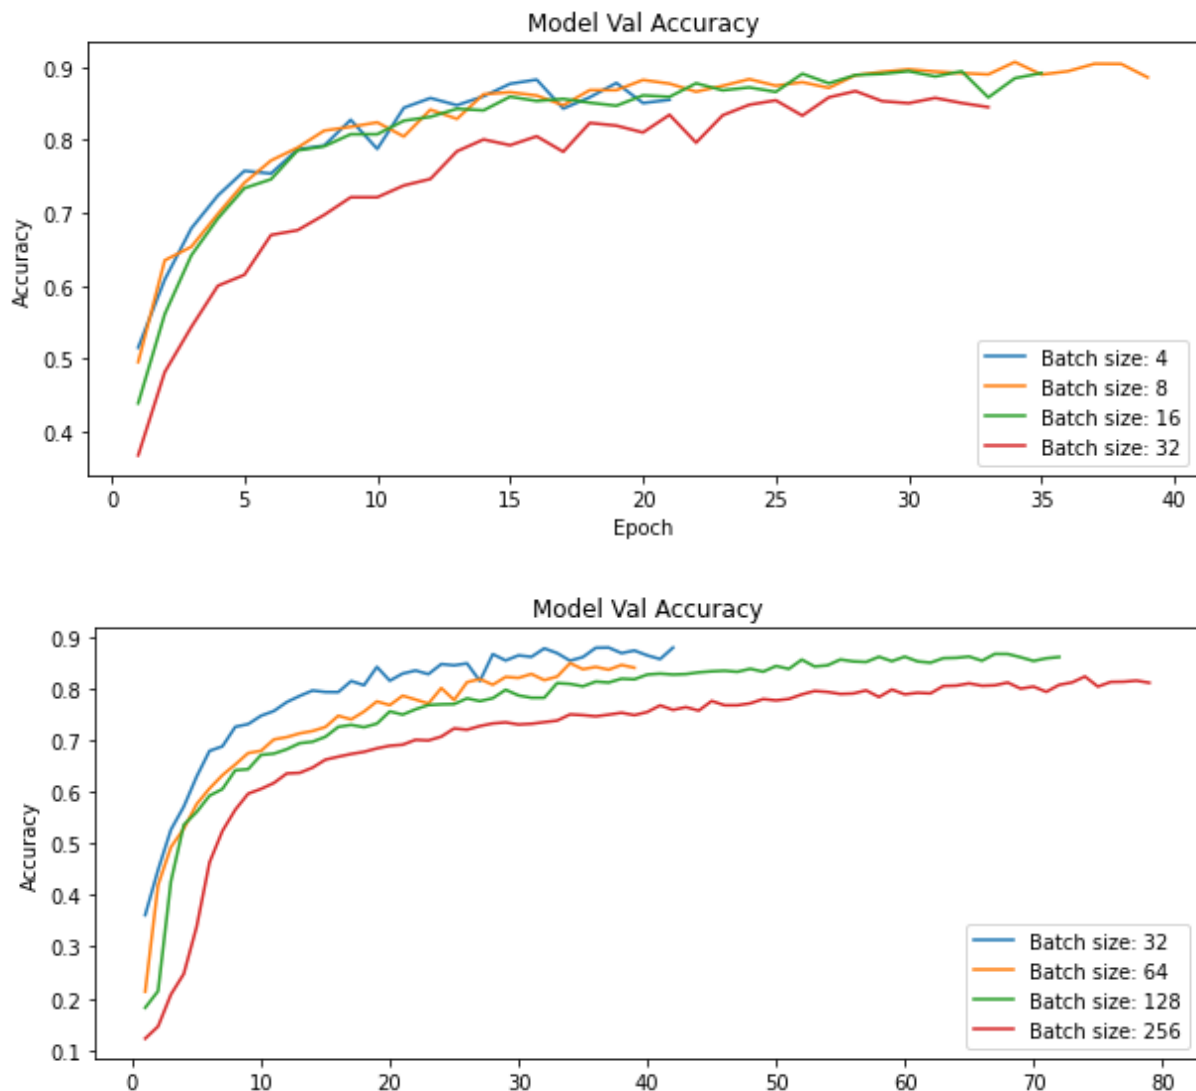 Model Val Accuracy
0.9
0.8
0.7
0.6
0.5
0.4
Accuracy
Batch size: 4
Batch size: 8
Batch size: 16
Batch size: 32
0 5 10 15 20 25 30 35 40
Epoch
Model Val Accuracy
0.9
0.8
0.7
0.6
0.5
0.4
0.3
0.2
0.1
Accuracy
Batch size: 32
Batch size: 64
Batch size: 128
Batch size: 256
0 10 20 30 40 50 60 70 80